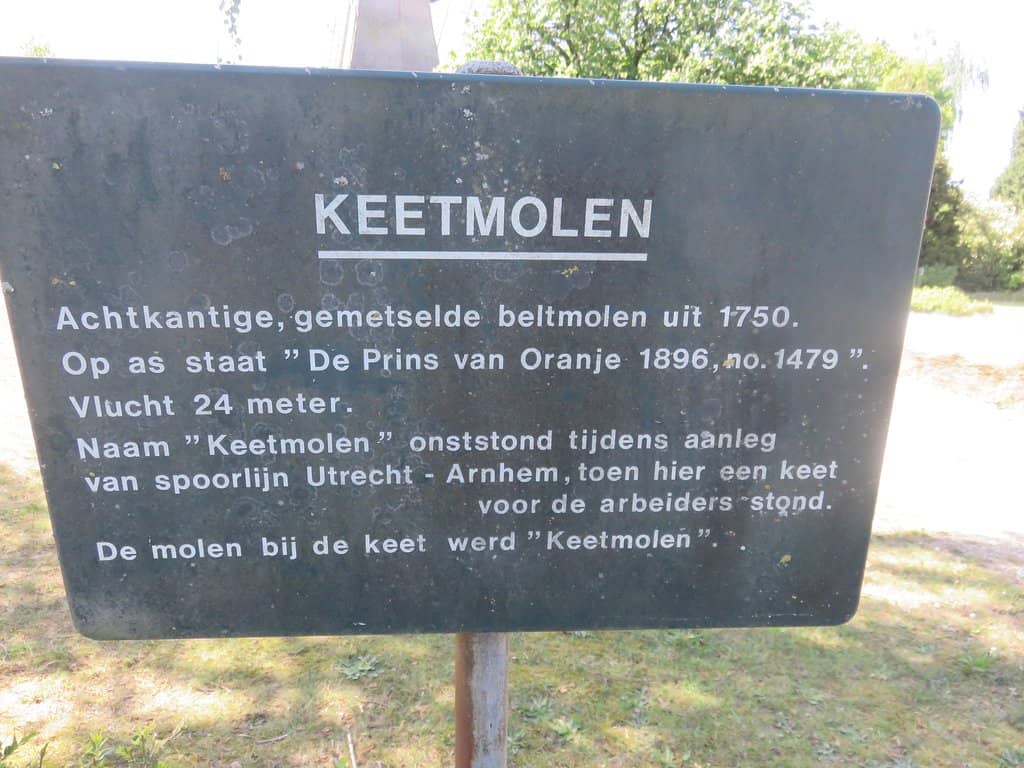 KEETMOLEN
Achtkantige, gemetselde beltmolen uit 1750.
Op as staat "De Prins van Oranje 1896, no. 1479".
Vlucht 24 meter.
Naam "Keetmolen" onststond tijdens aanleg
van spoorlijn Utrecht - Arnhem, toen hier een keet
voor de arbeiders stond.
De molen bij de keet werd "Keetmolen".